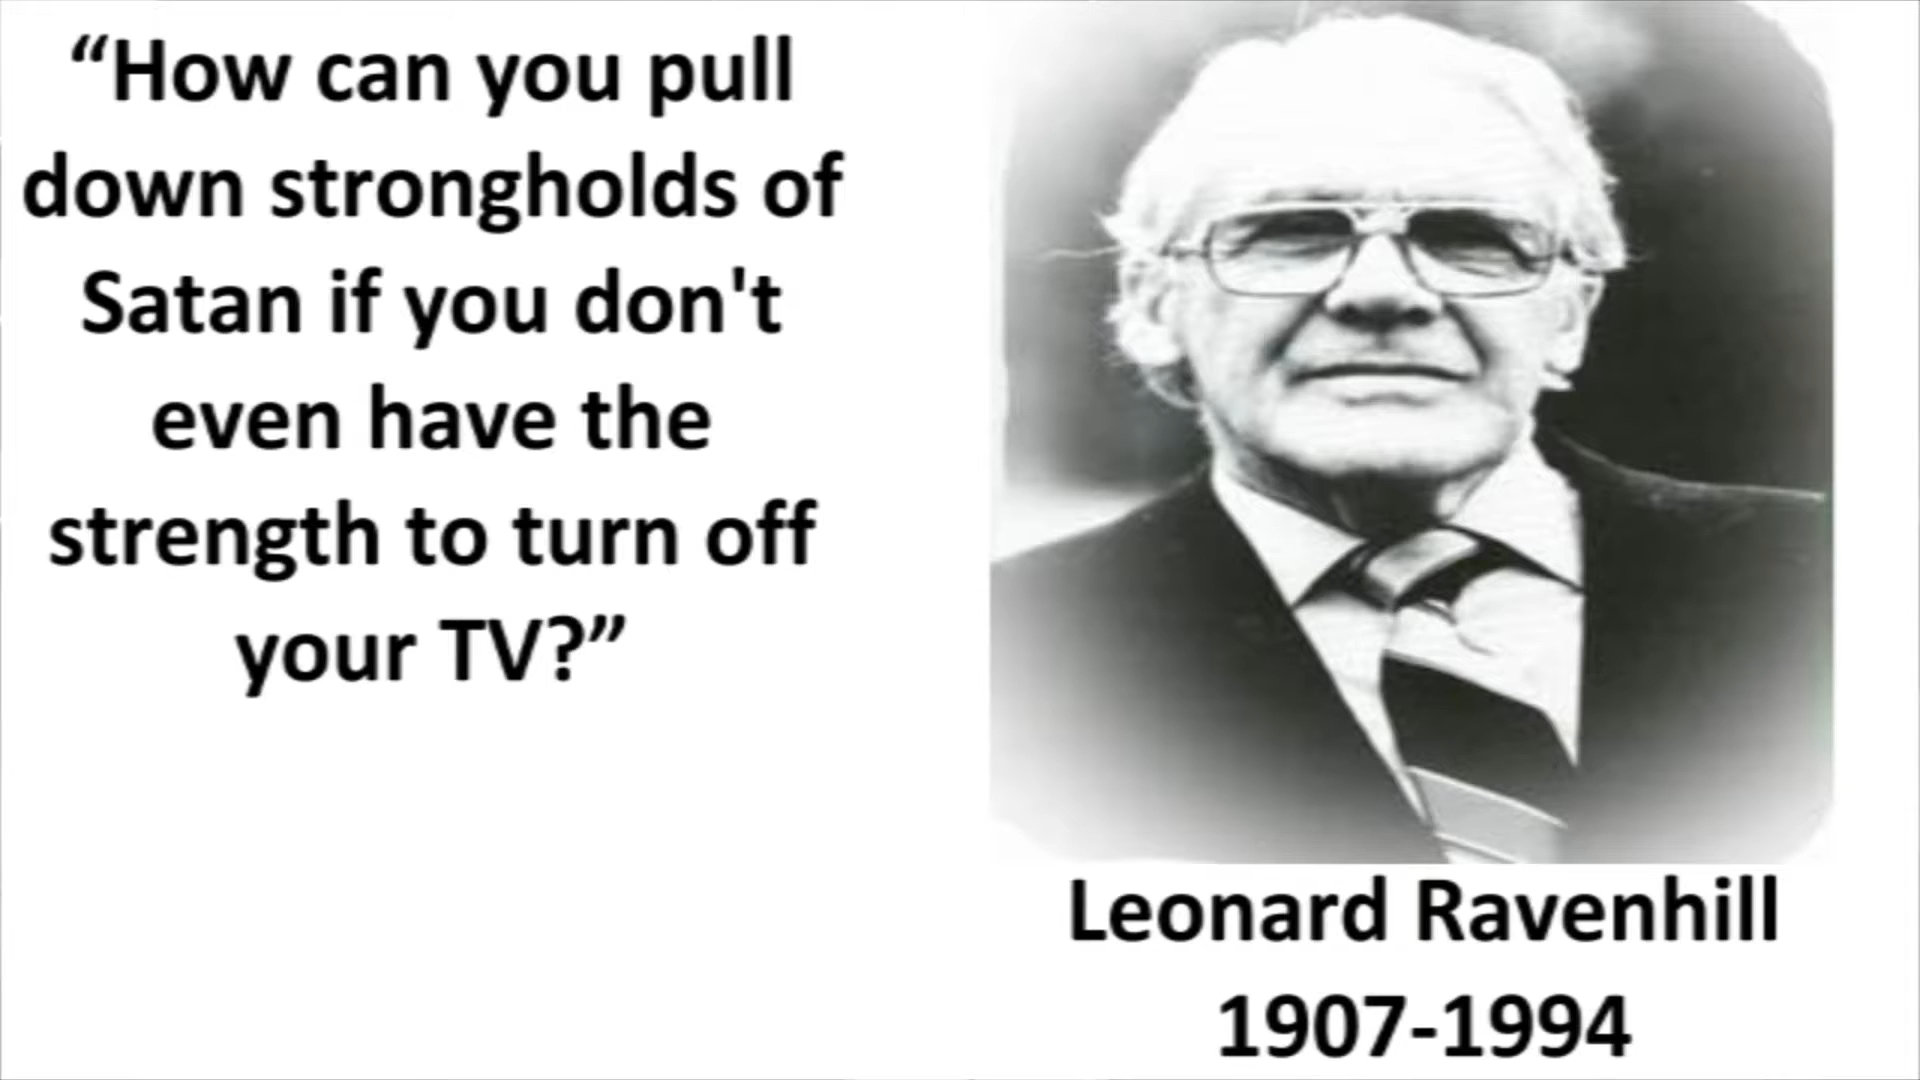 “How can you pull
down strongholds of
Satan if you don't
even have the
strength to turn off
your TV?”
Leonard Ravenhill
1907-1994